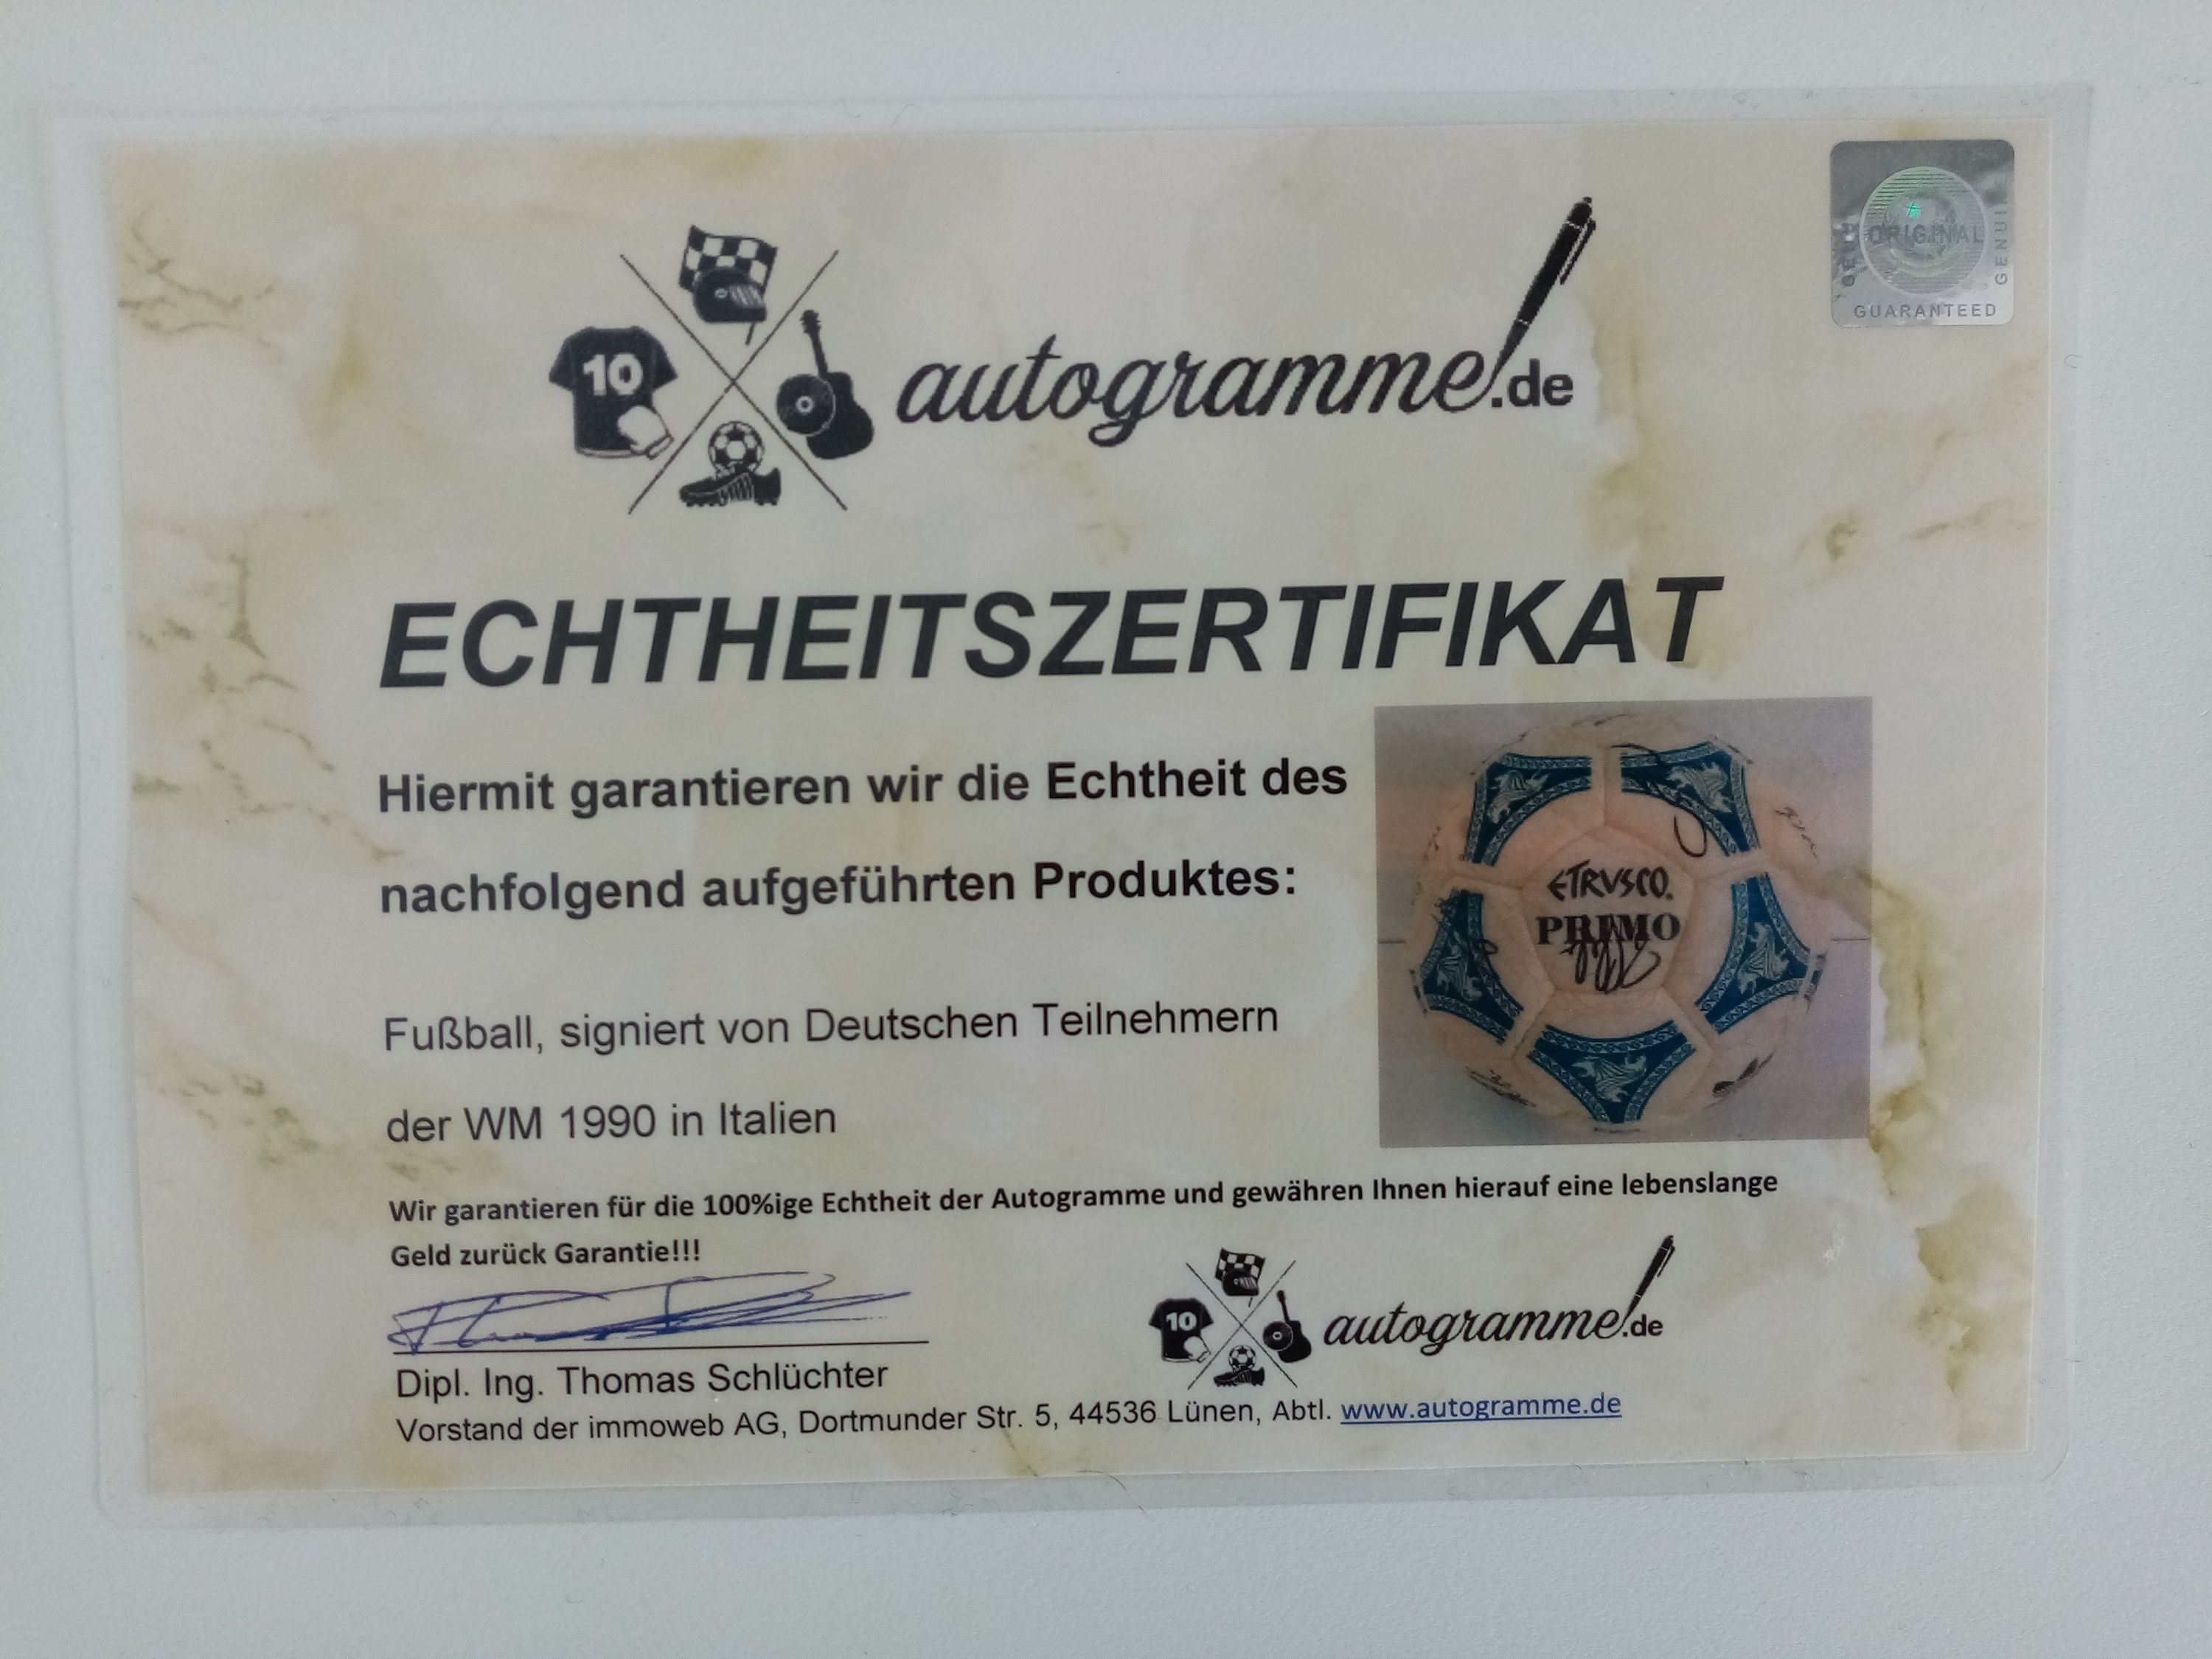 10
autogramme.de
ORIGINAL
GENUINE
GUARANTEED
ECHTHEITSZERTIFIKAT
Hiermit garantieren wir die Echtheit des
nachfolgend aufgeführten Produktes:
ETRVSCO
PRIMO
Fußball, signiert von Deutschen Teilnehmern
der WM 1990 in Italien
Wir garantieren für die 100%ige Echtheit der Autogramme und gewähren Ihnen hierauf eine lebenslange
Geld zurück Garantie!!!
10
autogramme.de
Dipl. Ing. Thomas Schlüchter
Vorstand der immoweb AG, Dortmunder Str. 5, 44536 Lünen, Abtl. www.autogramme.de